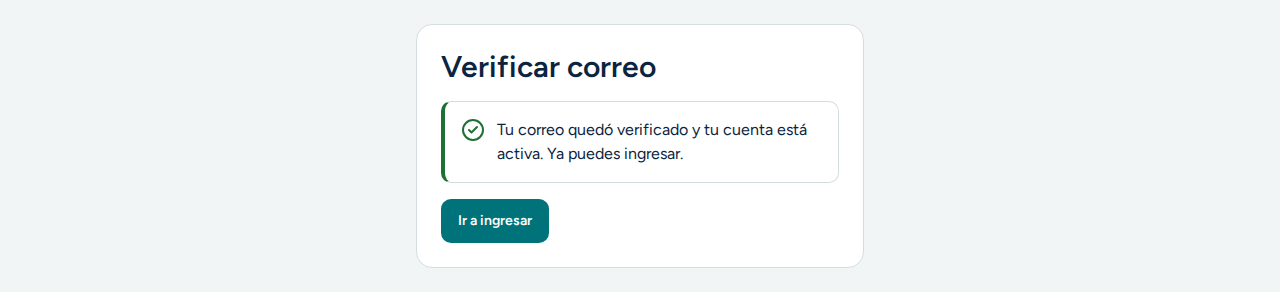 Verificar correo
Tu correo quedó verificado y tu cuenta está
activa. Ya puedes ingresar.
Ir a ingresar